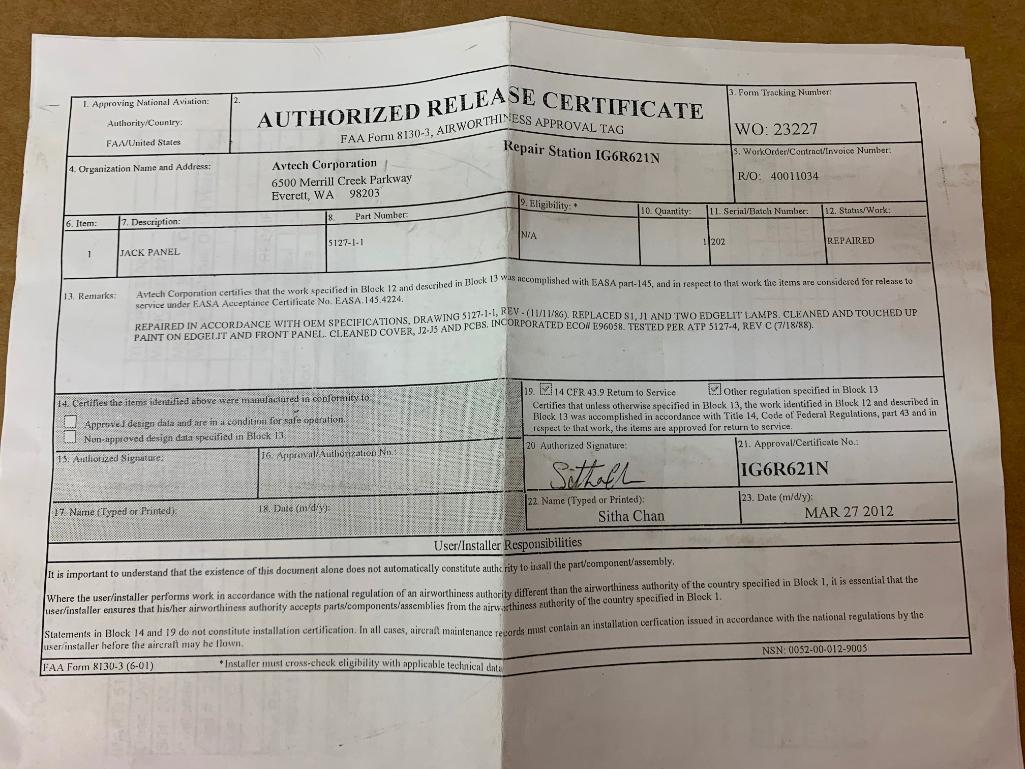 1. Approving National Aviation:
Authority/Country:
FAA/United States
2.
AUTHORIZED RELEASE CERTIFICATE
FAA Form 8130-3, AIRWORTHINESS APPROVAL TAG
3. Form Tracking Number:
WO: 23227
4. Organization Name and Address:
Avtech Corporation
6500 Merrill Creek Parkway
Everett, WA 98203
Repair Station IG6R621N
5. WorkOrder/Contract/Invoice Number:
R/O: 40011034
6. Item:
7. Description:
8. Part Number:
9. Eligibility: *
10. Quantity:
11. Serial/Batch Number:
12. Status/Work:
1
JACK PANEL
5127-1-1
N/A
1
202
REPAIRED
13. Remarks:
Avtech Corporation certifies that the work specified in Block 12 and described in Block 13 was accomplished with EASA part-145, and in respect to that work the items are considered for release to
service under EASA Acceptance Certificate No. EASA.145.4224.
REPAIRED IN ACCORDANCE WITH OEM SPECIFICATIONS, DRAWING 5127-1-1, REV - (11/11/86). REPLACED S1, J1 AND TWO EDGELIT LAMPS. CLEANED AND TOUCHED UP
PAINT ON EDGELIT AND FRONT PANEL. CLEANED COVER, J2-J5 AND PCBS. INCORPORATED ECO# E96058. TESTED PER ATP 5127-4, REV C (7/18/88).
14. Certifies the items identified above were manufactured in conformity to
Approved design data and are in a condition for safe operation.
Non-approved design data specified in Block 13
15. Authorized Signature:
16. Approval/Authorization No.:
17. Name (Typed or Printed):
18. Date (m/d/y):
19. 14 CFR 43.9 Return to Service
Other regulation specified in Block 13
Certifies that unless otherwise specified in Block 13, the work identified in Block 12 and described in
Block 13 was accomplished in accordance with Title 14, Code of Federal Regulations, part 43 and in
respect to that work, the items are approved for return to service.
20 Authorized Signature:
21. Approval/Certificate No.:
IG6R621N
22. Name (Typed or Printed):
Sitha Chan
23. Date (m/d/y):
MAR 27 2012
User/Installer Responsibilities
It is important to understand that the existence of this document alone does not automatically constitute authority to install the part/component/assembly.
Where the user/installer performs work in accordance with the national regulation of an airworthiness authority different than the airworthiness authority of the country specified in Block 1, it is essential that the
user/installer ensures that his/her airworthiness authority accepts parts/components/assemblies from the airworthiness authority of the country specified in Block 1.
Statements in Block 14 and 19 do not constitute installation certification. In all cases, aircraft maintenance records must contain an installation cerfication issued in accordance with the national regulations by the
user/installer before the aircraft may be flown.
FAA Form 8130-3 (6-01)
*Installer must cross-check eligibility with applicable technical data
NSN: 0052-00-012-9005